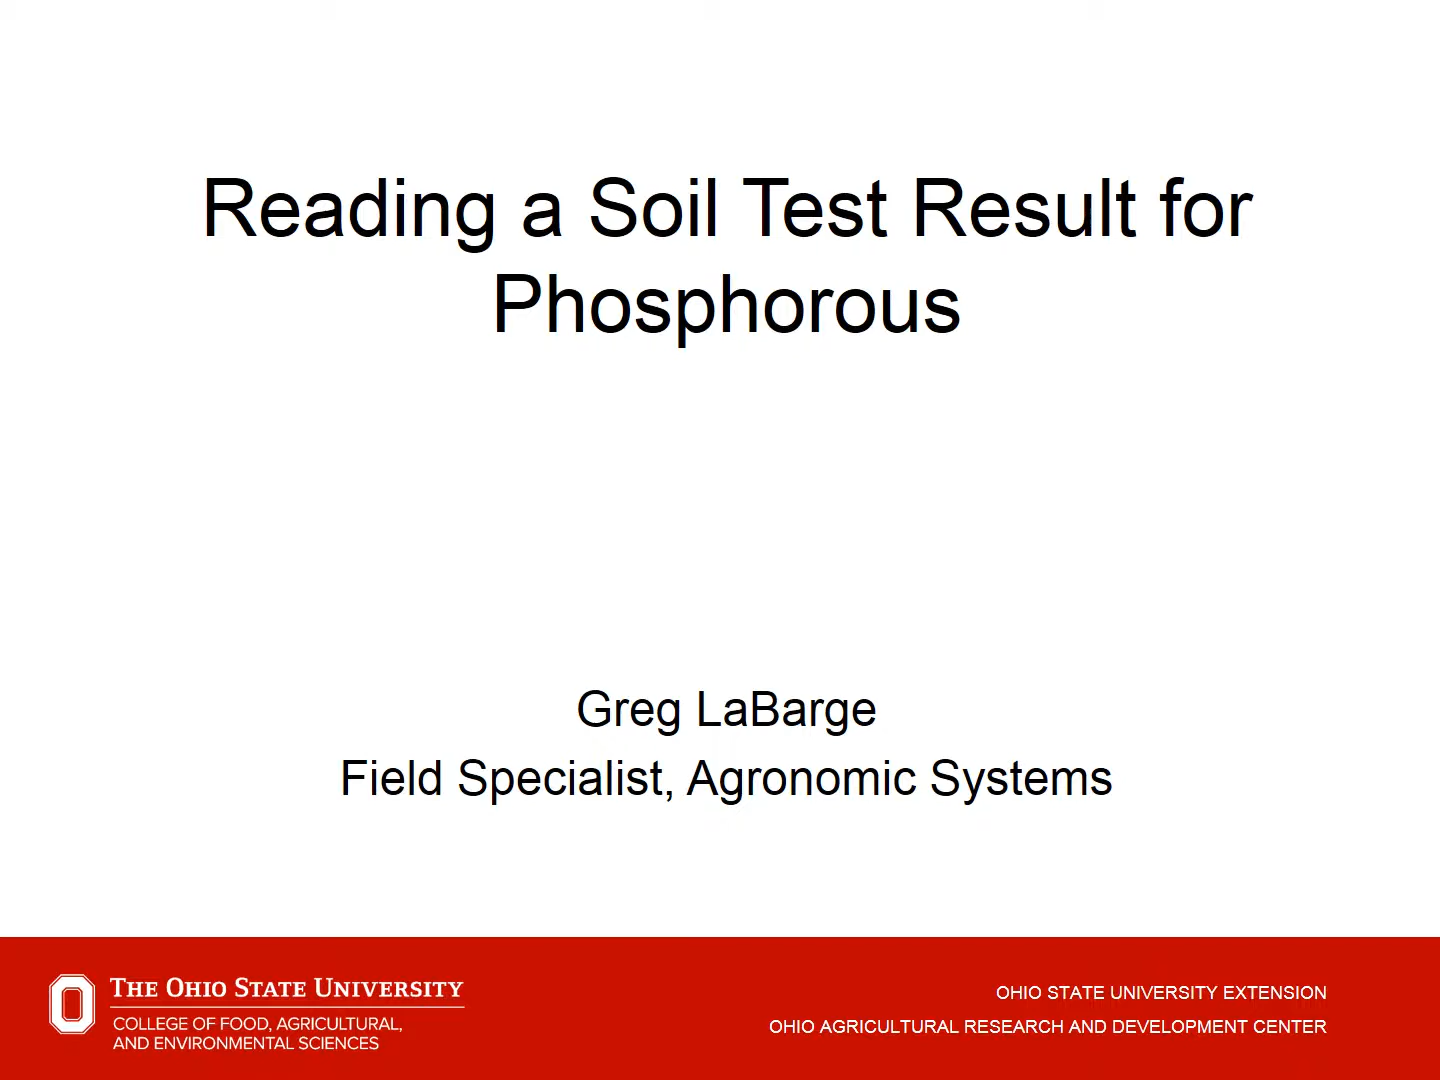 Reading a Soil Test Result for
Phosphorous
Greg LaBarge
Field Specialist, Agronomic Systems
THE OHIO STATE UNIVERSITY
COLLEGE OF FOOD, AGRICULTURAL,
AND ENVIRONMENTAL SCIENCES
OHIO STATE UNIVERSITY EXTENSION
OHIO AGRICULTURAL RESEARCH AND DEVELOPMENT CENTER